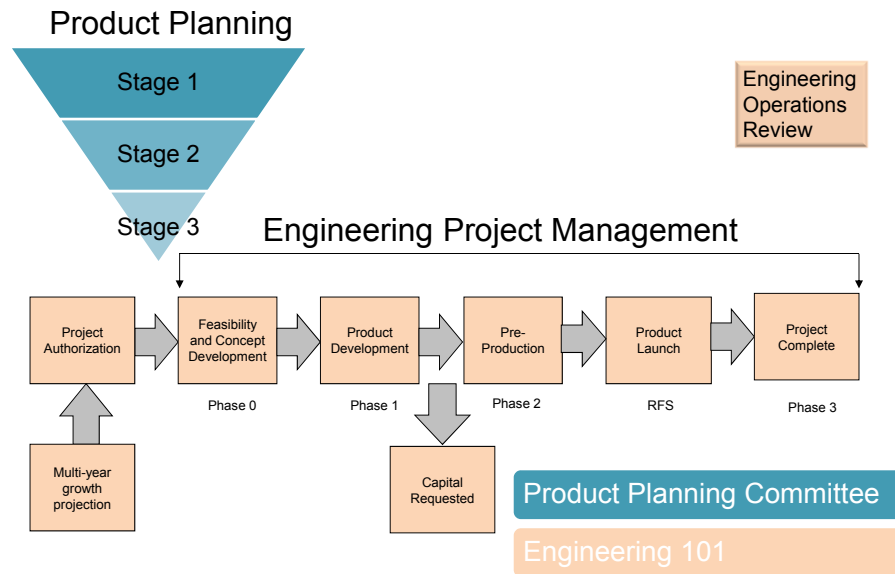 Product Planning
Stage 1
Stage 2
Stage 3
Engineering
Operations
Review
Engineering Project Management
Project
Authorization
Feasibility
and Concept
Development
Product
Development
Pre-
Production
Product
Launch
Project
Complete
Phase 0
Phase 1
Phase 2
RFS
Phase 3
Multi-year
growth
projection
Capital
Requested
Product Planning Committee
Engineering 101